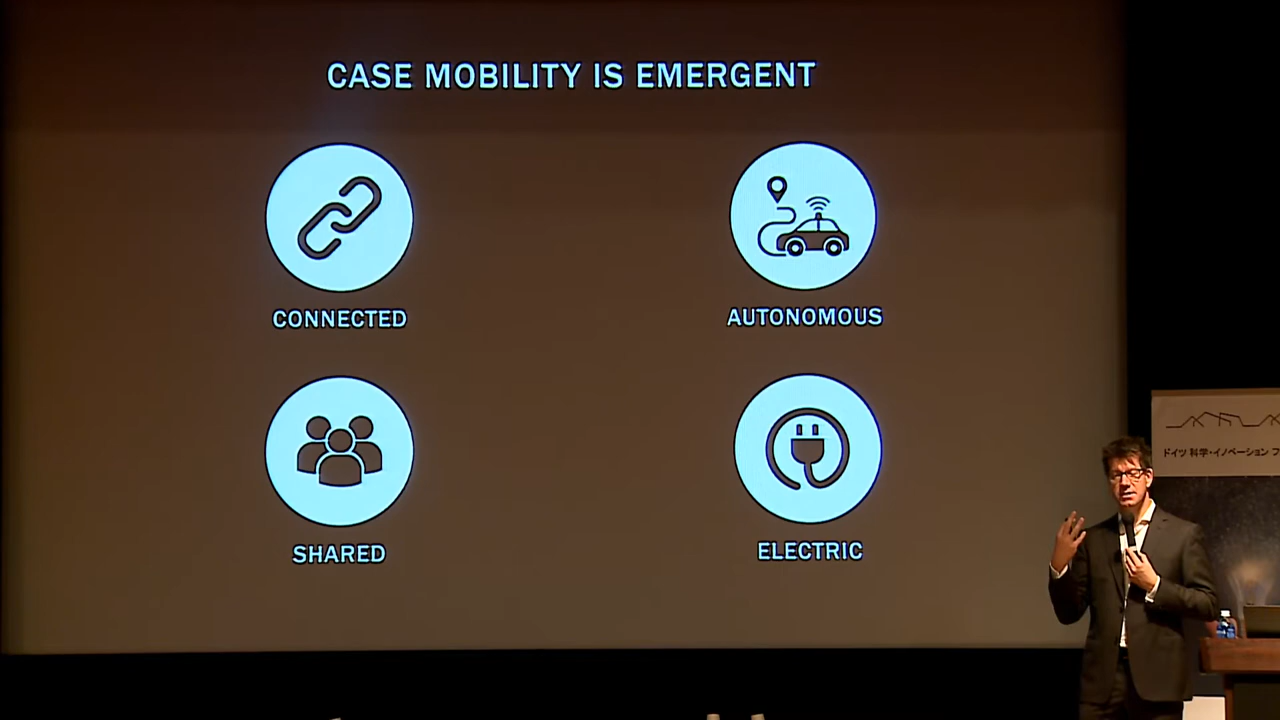 CASE MOBILITY IS EMERGENT
CONNECTED
AUTONOMOUS
SHARED
ELECTRIC
ドイツ 科学・イノベーション フ